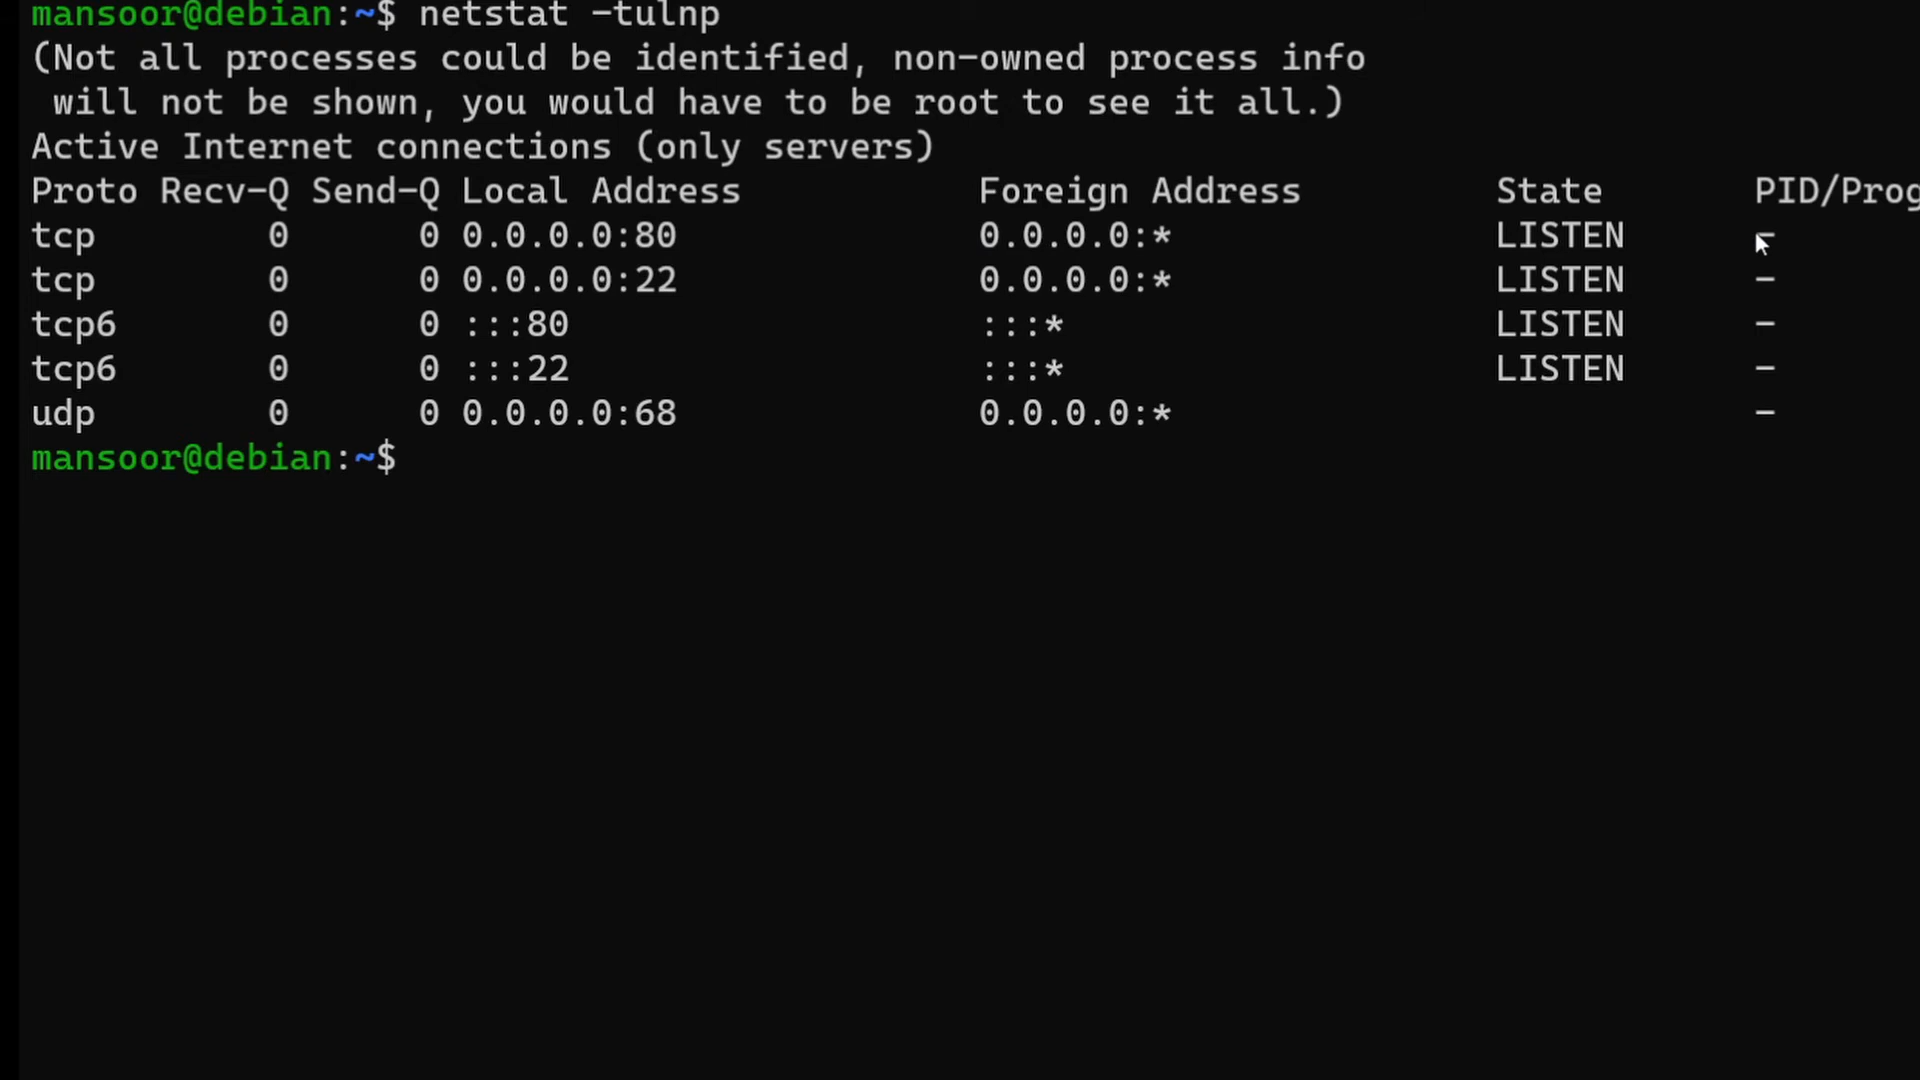 mansoor@debian:~$ netstat -tulnp
(Not all processes could be identified, non-owned process info
 will not be shown, you would have to be root to see it all.)
Active Internet connections (only servers)
Proto Recv-Q Send-Q Local Address           Foreign Address         State       PID/Prog
tcp        0      0 0.0.0.0:80              0.0.0.0:*               LISTEN      -
tcp        0      0 0.0.0.0:22              0.0.0.0:*               LISTEN      -
tcp6       0      0 :::80                   :::*                    LISTEN      -
tcp6       0      0 :::22                   :::*                    LISTEN      -
udp        0      0 0.0.0.0:68              0.0.0.0:*                           -
mansoor@debian:~$